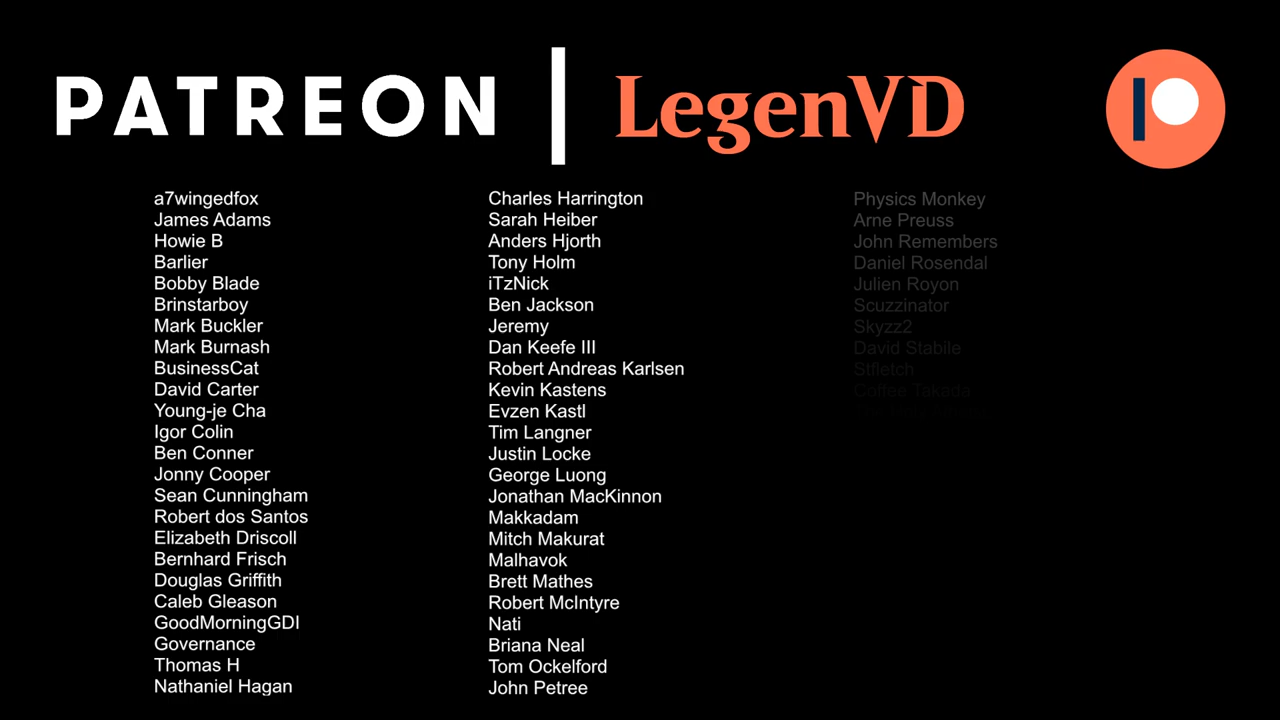 PATREON | LegenVD
a7wingedfox
James Adams
Howie B
Barlier
Bobby Blade
Brinstarboy
Mark Buckler
Mark Burnash
BusinessCat
David Carter
Young-je Cha
Igor Colin
Ben Conner
Jonny Cooper
Sean Cunningham
Robert dos Santos
Elizabeth Driscoll
Bernhard Frisch
Douglas Griffith
Caleb Gleason
GoodMorningGDI
Governance
Thomas H
Nathaniel Hagan
Charles Harrington
Sarah Heiber
Anders Hjorth
Tony Holm
iTzNick
Ben Jackson
Jeremy
Dan Keefe III
Robert Andreas Karlsen
Kevin Kastens
Evzen Kastl
Tim Langner
Justin Locke
George Luong
Jonathan MacKinnon
Makkadam
Mitch Makurat
Malhavok
Brett Mathes
Robert McIntyre
Nati
Briana Neal
Tom Ockelford
John Petree
Physics Monkey
Arne Preuss
John Remembers
Daniel Rosendal
Julien Royon
Scuzzinator
Skyzz2
David Stabile
Stfletch
Coffee Takada